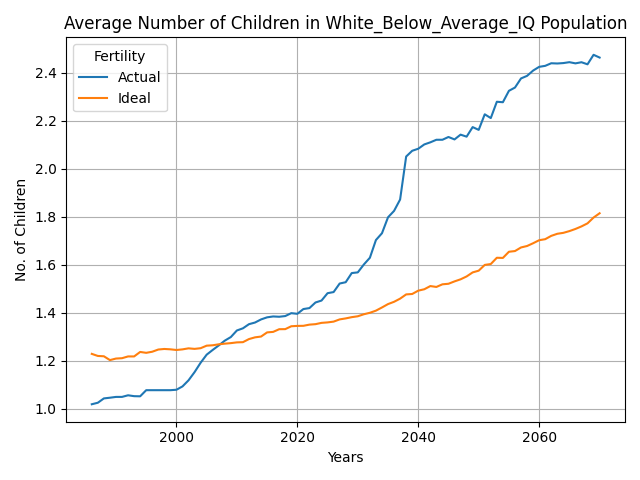 Average Number of Children in White_Below_Average_IQ Population
Fertility
Actual
Ideal
No. of Children
2.4
2.2
2.0
1.8
1.6
1.4
1.2
1.0
2000
2020
2040
2060
Years